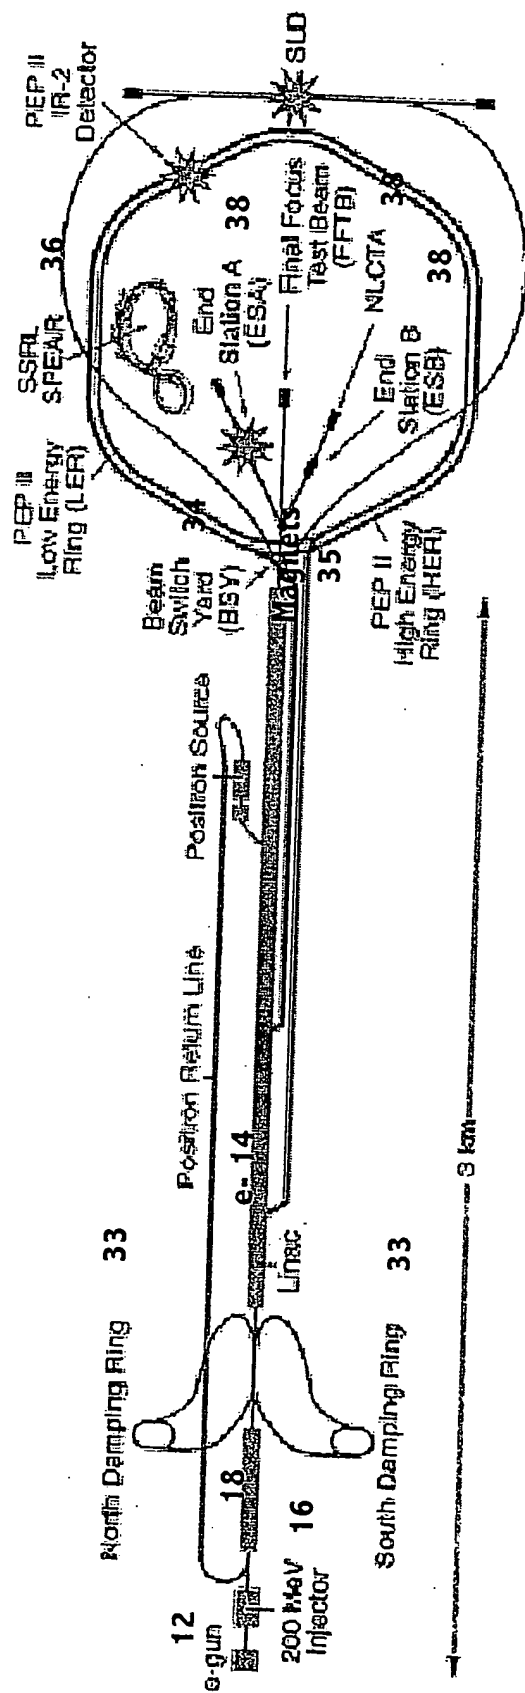 12
e-gun
200 MeV
Injector
16
18
North Damping Ring
South Damping Ring
33
33
Linac
e- 14
Positron Return Line
Positron Source
3 km
Beam
Switch
Yard
(BSY)
Magnets
35
34
PEP II
Low Energy
Ring (LER)
PEP II
High Energy
Ring (HER)
SSRL
SPEAR
36
End
Station A
(ESA)
38
Final Focus
Test Beam
(FFTB)
NLCTA
End
Station B
(ESB)
38
38
PEP II
IR-2
Detector
SLD